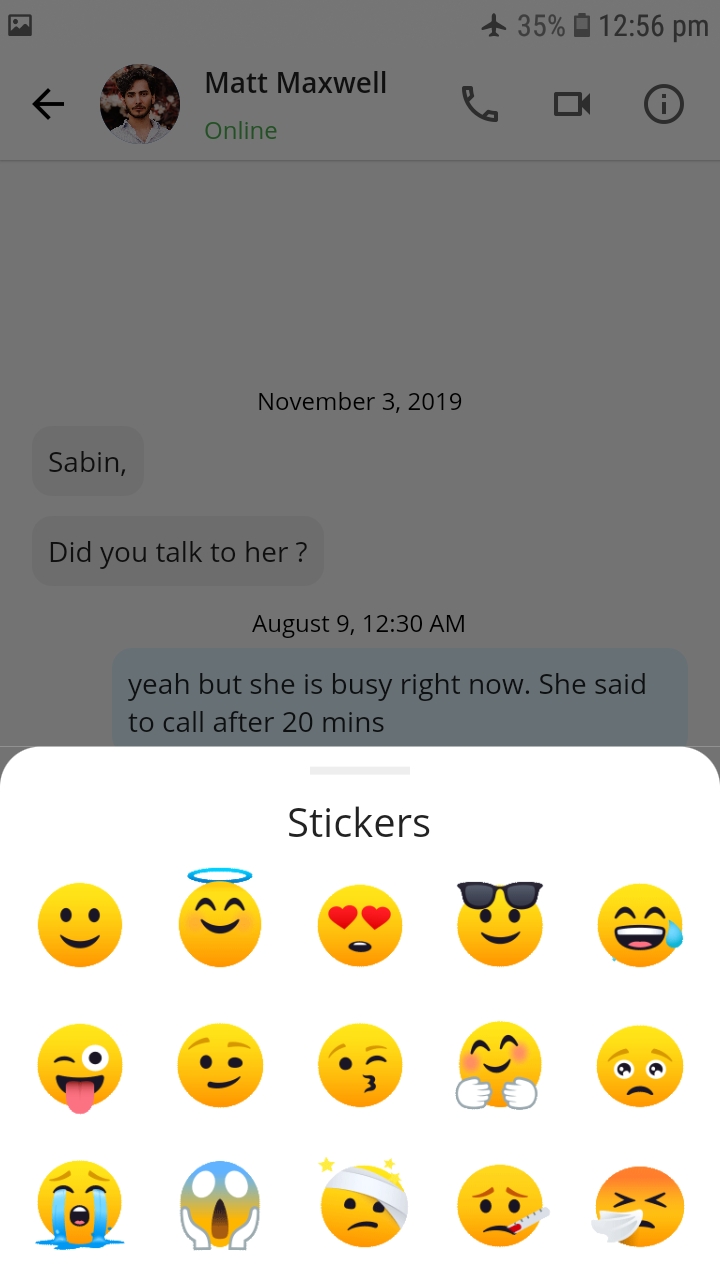 35% 12:56 pm
Matt Maxwell
Online
November 3, 2019
Sabin,
Did you talk to her ?
August 9, 12:30 AM
yeah but she is busy right now. She said
to call after 20 mins
Stickers